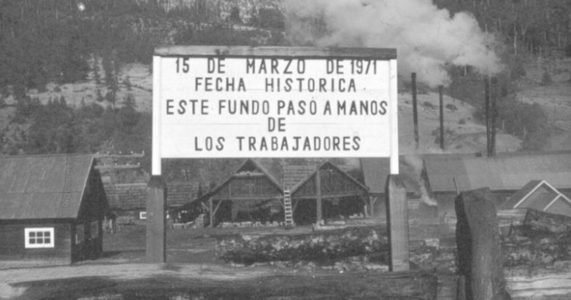 15 DE MARZO DE 1971
FECHA HISTORICA
ESTE FUNDO PASÓ A MANOS
DE
LOS TRABAJADORES